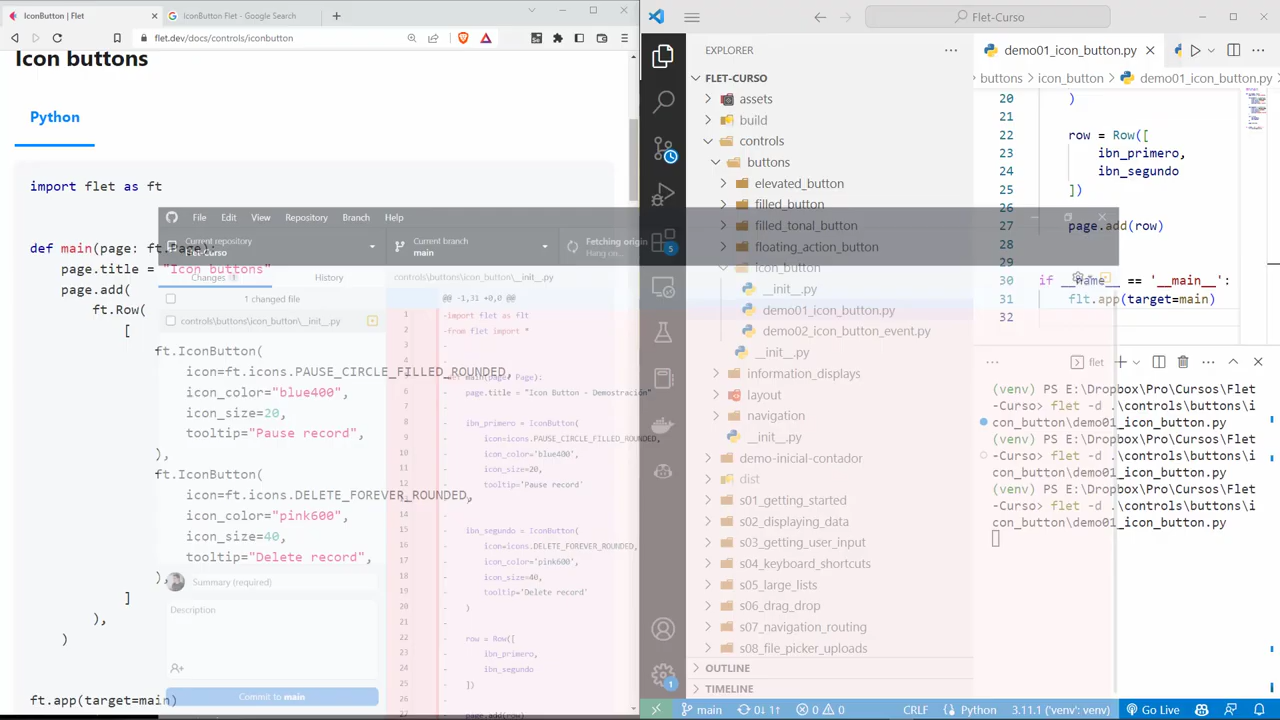 IconButton | Flet
IconButton Flet - Google Search
flet.dev/docs/controls/iconbutton
Icon buttons
Python
import flet as ft
def main(page: ft.Page):
page.title = "Icon buttons"
page.add(
ft.Row(
[
ft.IconButton(
icon=ft.icons.PAUSE_CIRCLE_FILLED_ROUNDED,
icon_color="blue400",
icon_size=20,
tooltip="Pause record",
),
ft.IconButton(
icon=ft.icons.DELETE_FOREVER_ROUNDED,
icon_color="pink600",
icon_size=40,
tooltip="Delete record",
),
]
),
)
ft.app(target=main)
File Edit View Repository Branch Help
Current repository
Flet-Curso
Current branch
main
Fetching origin
Hang on...
Changes 1
History
1 changed file
controls\buttons\icon_button\__init__.py
Summary (required)
Description
Commit to main
controls\buttons\icon_button\__init__.py
@@ -1,31 +0,0 @@
1 -import flet as flt
2 -from flet import *
3 -
4 -
5 -def main(page: Page):
6 - page.title = "Icon Button - Demostración"
7 -
8 - ibn_primero = IconButton(
9 - icon=icons.PAUSE_CIRCLE_FILLED_ROUNDED,
10 - icon_color='blue400',
11 - icon_size=20,
12 - tooltip='Pause record'
13 - )
14 -
15 - ibn_segundo = IconButton(
16 - icon=icons.DELETE_FOREVER_ROUNDED,
17 - icon_color='pink600',
18 - icon_size=40,
19 - tooltip='Delete record'
20 - )
21 -
22 - row = Row([
23 - ibn_primero,
24 - ibn_segundo
25 - ])
26 -
27 - page.add(row)
Flet-Curso
EXPLORER
FLET-CURSO
assets
build
controls
buttons
elevated_button
filled_button
filled_tonal_button
floating_action_button
icon_button
__init__.py
demo01_icon_button.py
demo02_icon_button_event.py
__init__.py
information_displays
layout
navigation
__init__.py
demo-inicial-contador
dist
s01_getting_started
s02_displaying_data
s03_getting_user_input
s04_keyboard_shortcuts
s05_large_lists
s06_drag_drop
s07_navigation_routing
s08_file_picker_uploads
OUTLINE
TIMELINE
5
1
demo01_icon_button.py
buttons > icon_button > demo01_icon_button.py
20 )
21
22 row = Row([
23 ibn_primero,
24 ibn_segundo
25 ])
26
27 page.add(row)
28
29
30 if __name__ == '__main__':
31 flt.app(target=main)
32
flet
(venv) PS E:\Dropbox\Pro\Cursos\Flet
-Curso> flet -d .\controls\buttons\i
con_button\demo01_icon_button.py
(venv) PS E:\Dropbox\Pro\Cursos\Flet
-Curso> flet -d .\controls\buttons\i
con_button\demo01_icon_button.py
(venv) PS E:\Dropbox\Pro\Cursos\Flet
-Curso> flet -d .\controls\buttons\i
con_button\demo01_icon_button.py
main 0↓ 1↑ 0 0 CRLF Python 3.11.1 ('venv': venv) Go Live